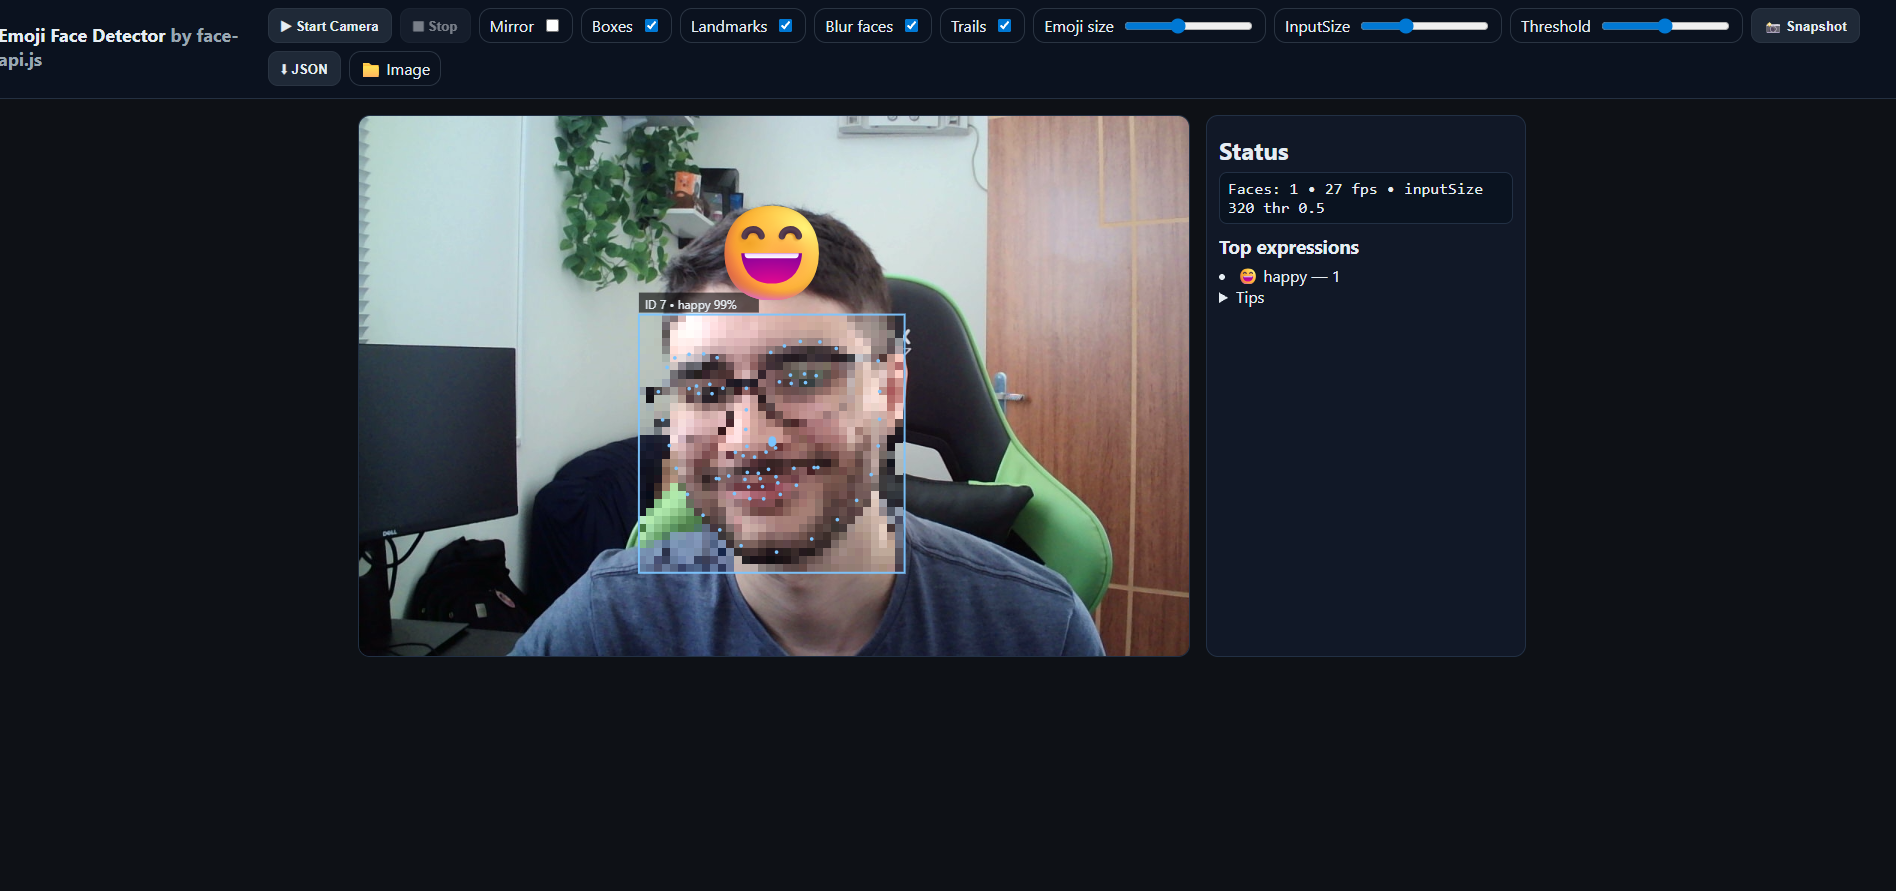 Emoji Face Detector by face-
api.js
▶ Start Camera
Stop
Mirror
Boxes
Landmarks
Blur faces
Trails
Emoji size
InputSize
Threshold
📷 Snapshot
⬇ JSON
📁 Image
ID 7 • happy 99%
DELL
Status
Faces: 1 • 27 fps • inputSize
320 thr 0.5
Top expressions
• 😄 happy — 1
▶ Tips